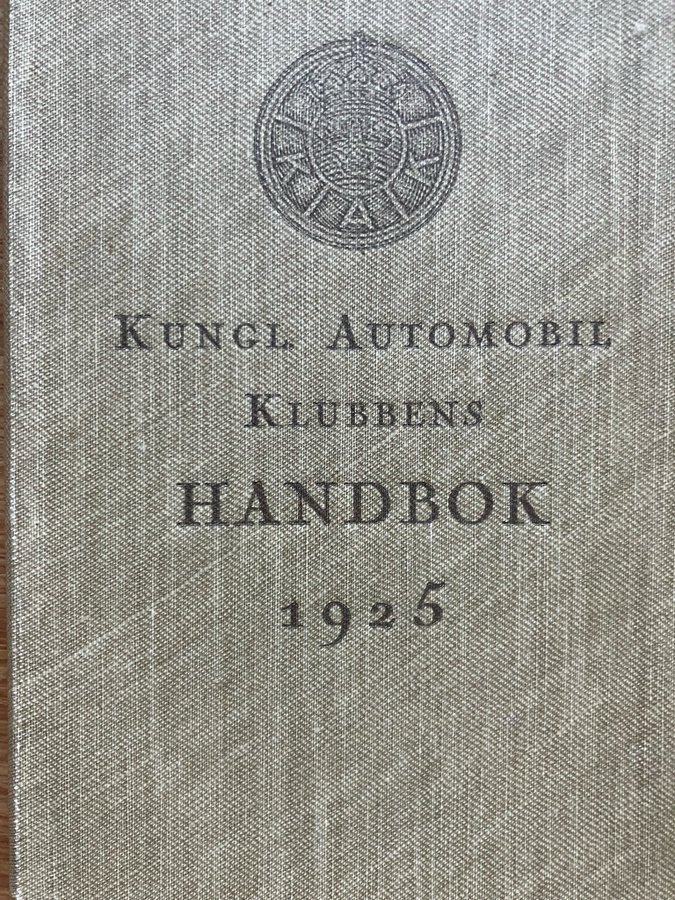 K A K
KUNGL. AUTOMOBIL
KLUBBENS
HANDBOK
1925